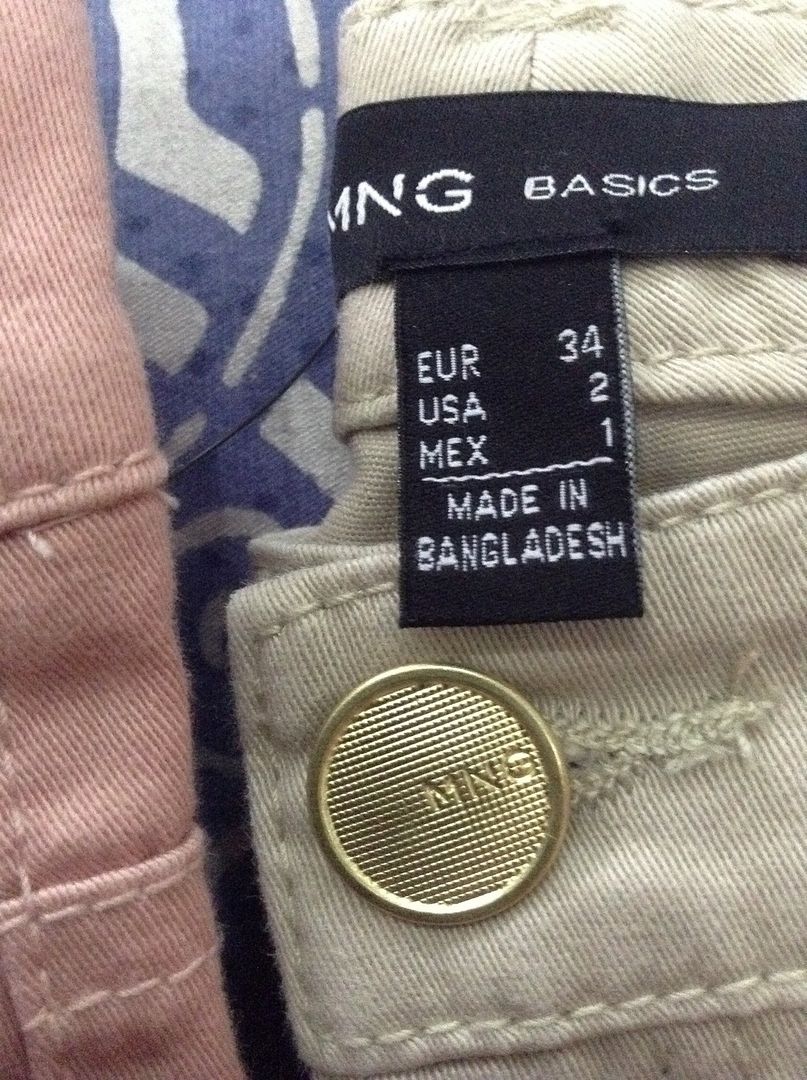 MNG BASICS
EUR 34
USA 2
MEX 1
MADE IN
BANGLADESH
MNG